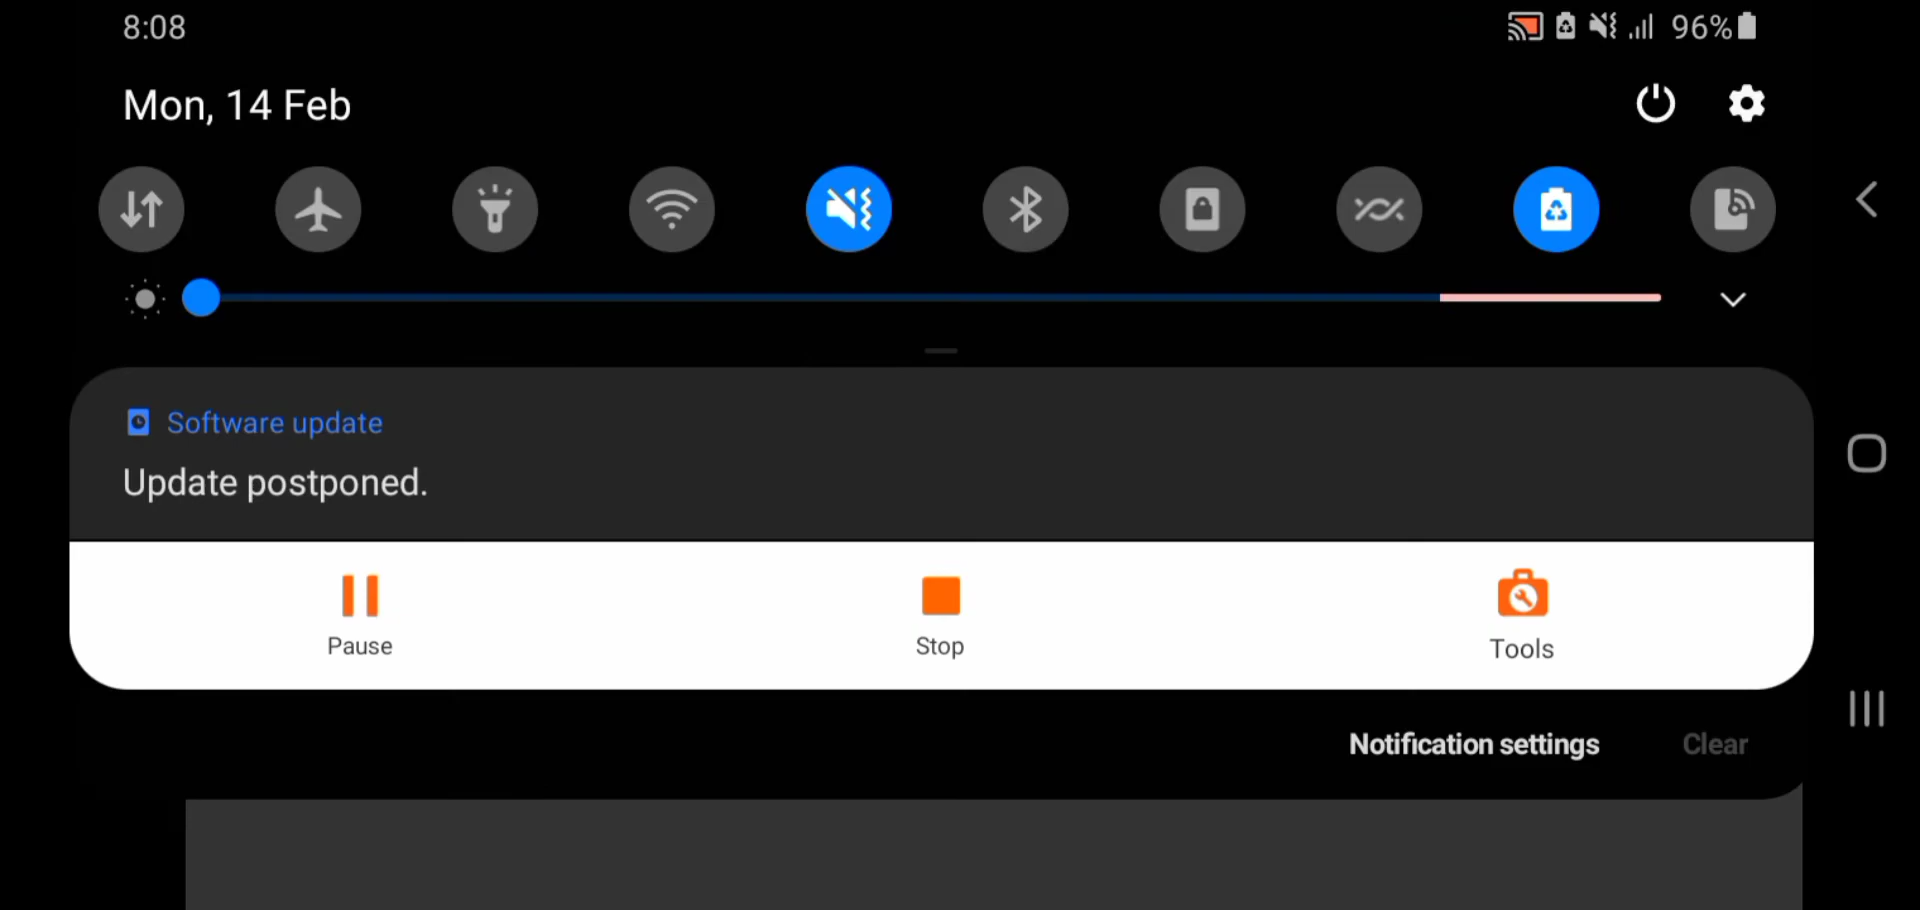 8:08
96%
Mon, 14 Feb
Software update
Update postponed.
Pause
Stop
Tools
Notification settings
Clear